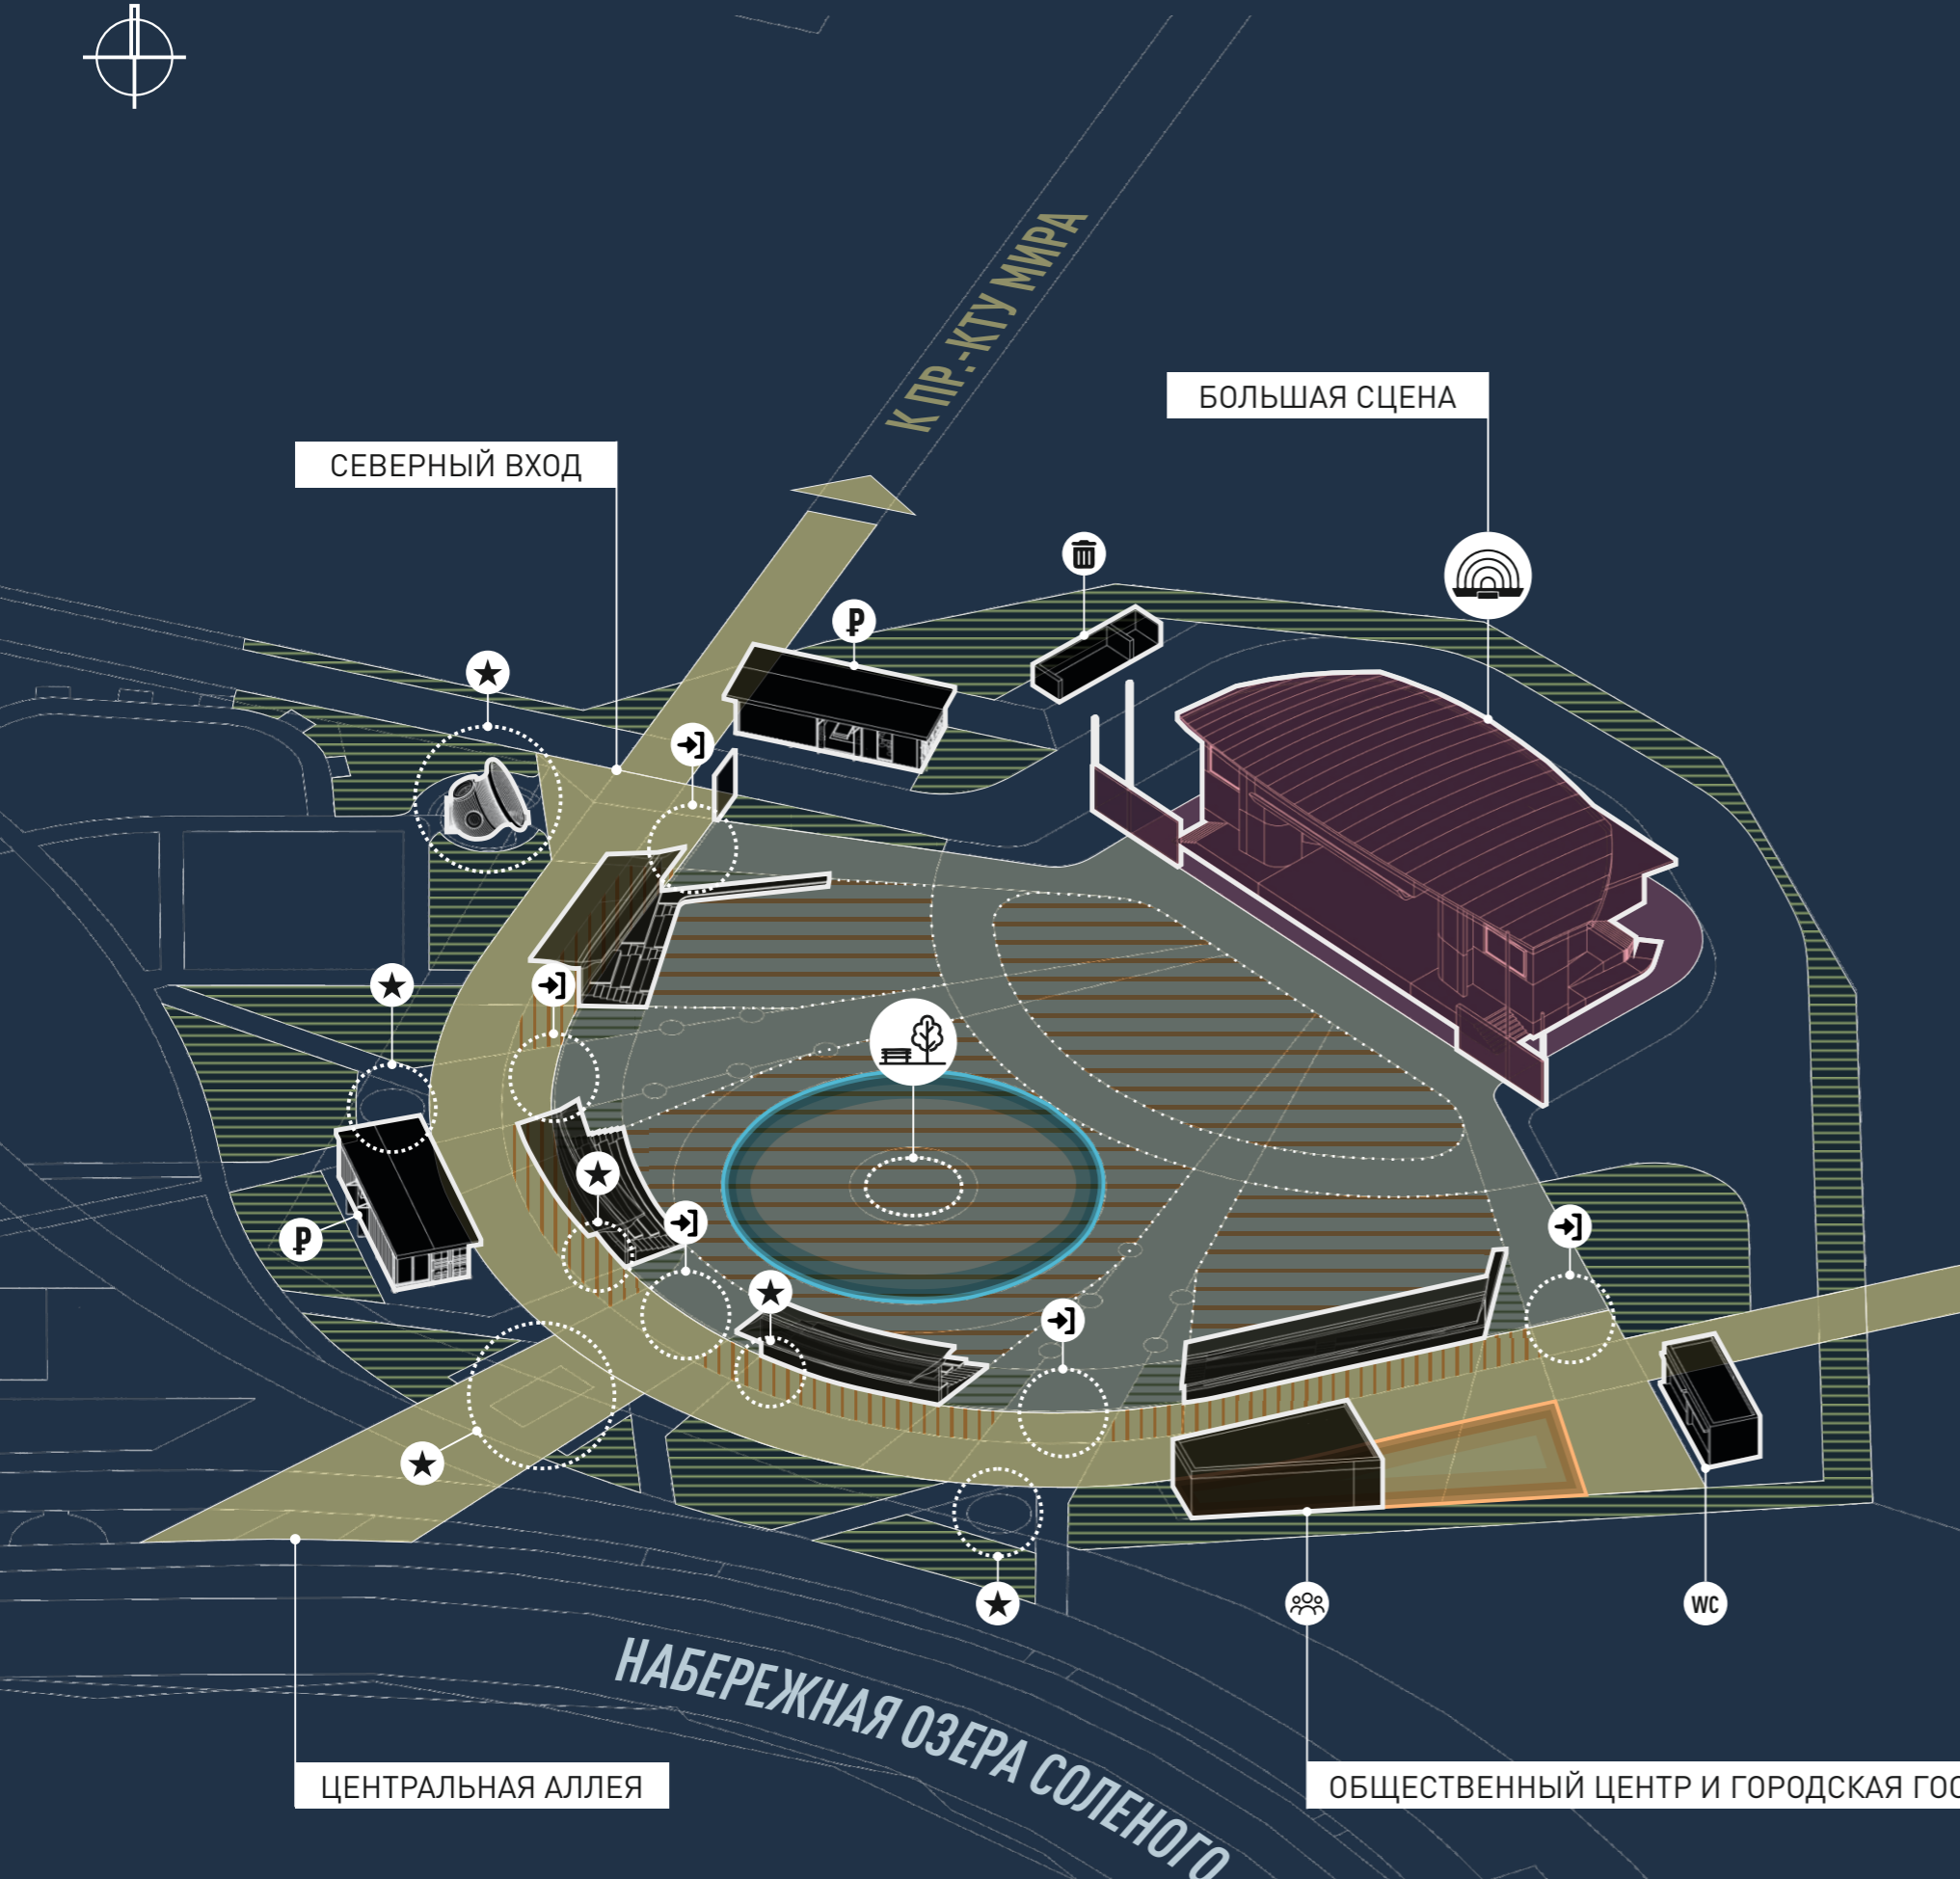 К ПР.-КТУ МИРА
БОЛЬШАЯ СЦЕНА
СЕВЕРНЫЙ ВХОД
₽
₽
WC
НАБЕРЕЖНАЯ ОЗЕРА СОЛЕНОГО
ЦЕНТРАЛЬНАЯ АЛЛЕЯ
ОБЩЕСТВЕННЫЙ ЦЕНТР И ГОРОДСКАЯ